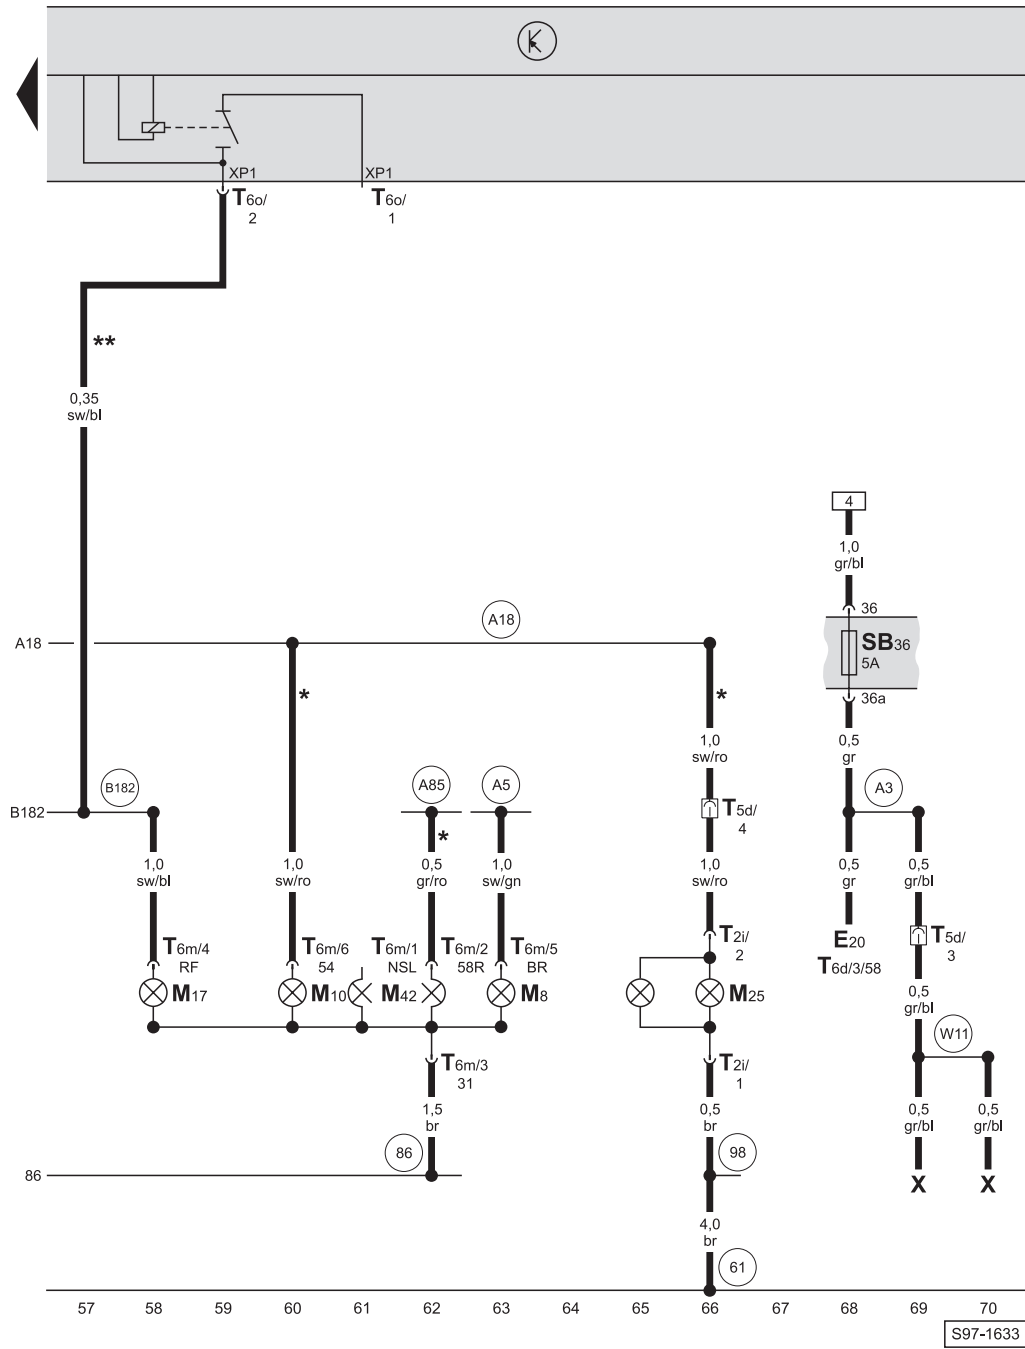 XP1
XP1
T6o/
2
T6o/
1
**
0,35
sw/bl
4
1,0
gr/bl
36
SB36
5A
36a
A18
A18
*
*
1,0
sw/ro
0,5
gr
A3
B182
B182
A85
A5
*
T5d/
4
1,0
sw/bl
1,0
sw/ro
0,5
gr/ro
1,0
sw/gn
1,0
sw/ro
0,5
gr
0,5
gr/bl
T6m/4
RF
T6m/6
54
T6m/1
NSL
T6m/2
58R
T6m/5
BR
T2i/
2
E20
T6d/3/58
T5d/
3
M17
M10
M42
M8
M25
0,5
gr/bl
W11
T6m/3
31
T2i/
1
1,5
br
0,5
br
0,5
gr/bl
0,5
gr/bl
86
86
98
X
X
4,0
br
61
57 58 59 60 61 62 63 64 65 66 67 68 69 70
S97-1633